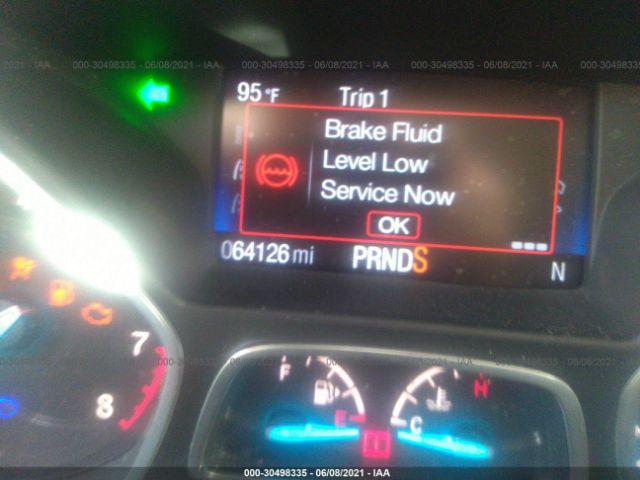 2021 - IAA 000-30498335 - 06/08/2021 - IAA 000-30498335 - 06/08/2021 - IAA
95 °F Trip 1
Brake Fluid
Level Low
Service Now
OK
064126 mi PRNDS N
7
8
F
E
C
H
000-30498335 - 06/08/2021 - IAA 000-30498335 - 06/08/2021 - IAA
000-30498335 - 06/08/2021 - IAA